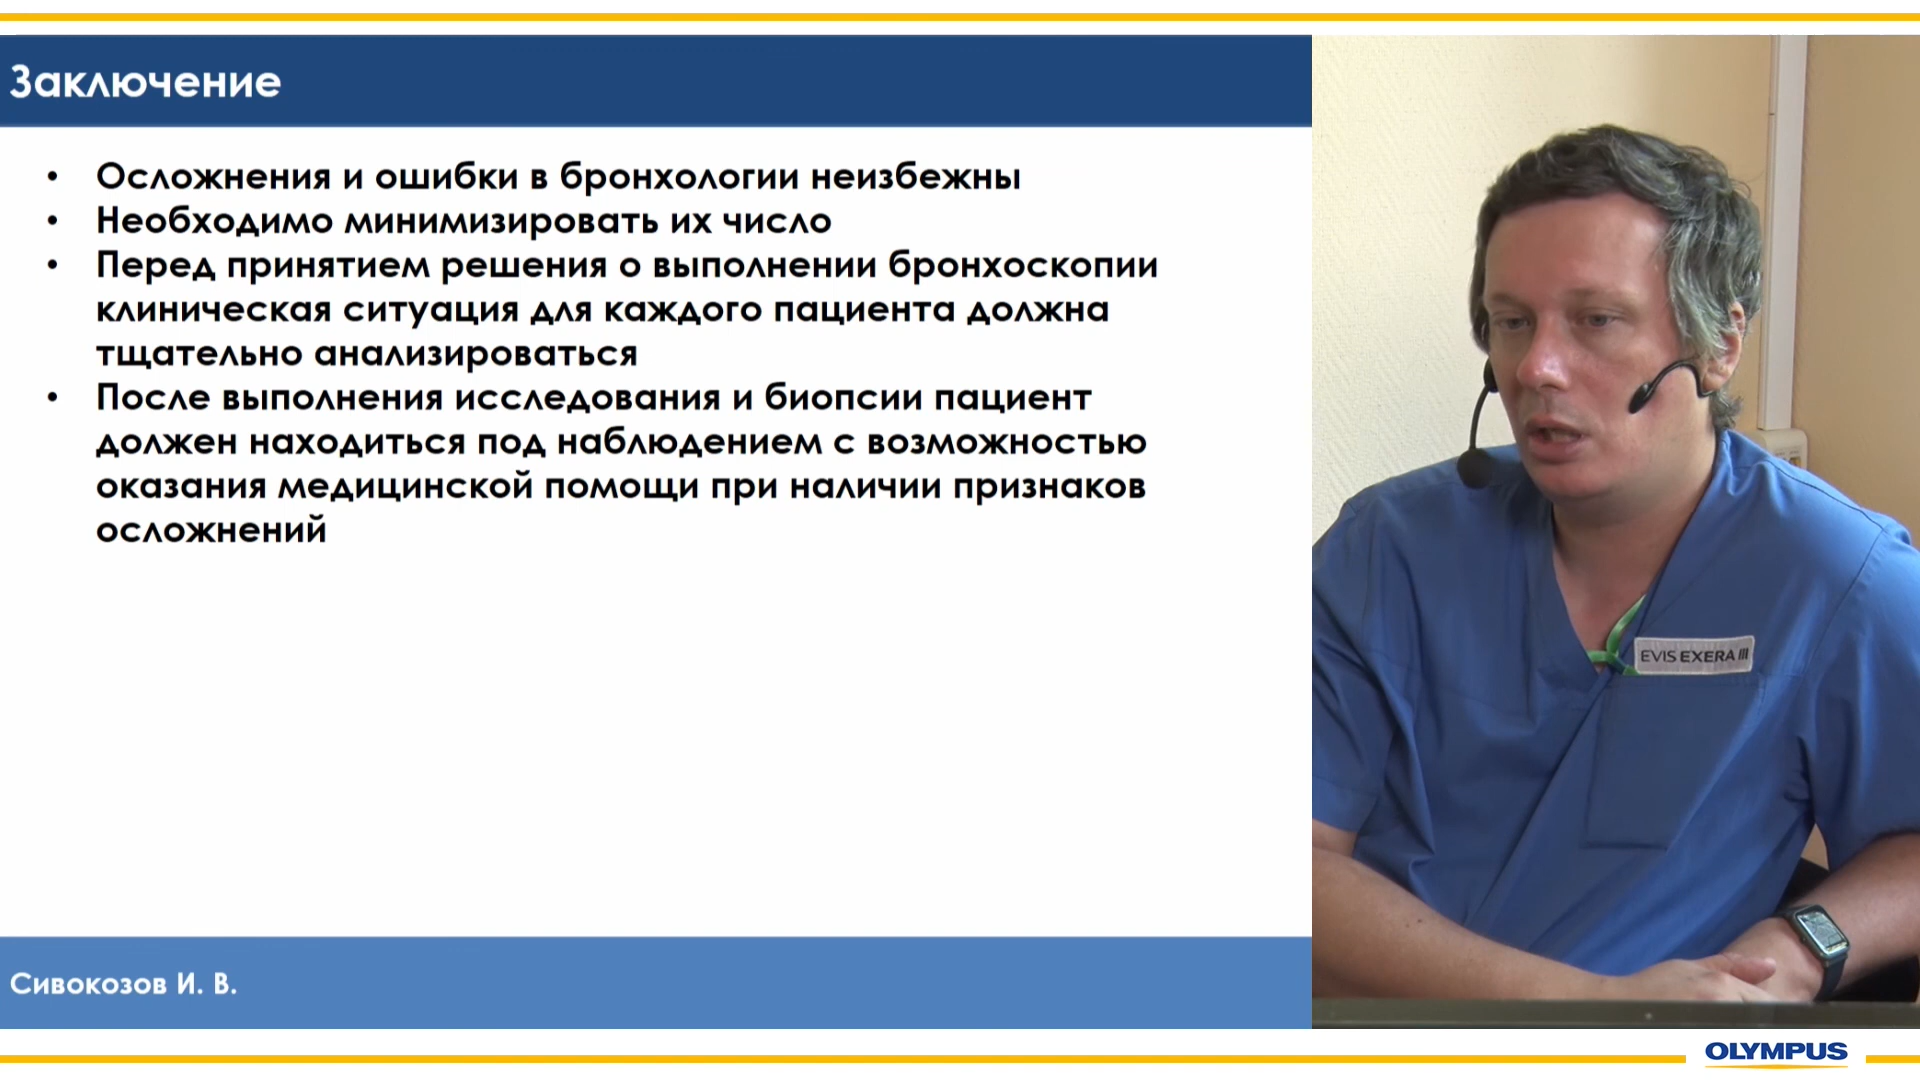 Заключение
• Осложнения и ошибки в бронхологии неизбежны
• Необходимо минимизировать их число
• Перед принятием решения о выполнении бронхоскопии
клиническая ситуация для каждого пациента должна
тщательно анализироваться
• После выполнения исследования и биопсии пациент
должен находиться под наблюдением с возможностью
оказания медицинской помощи при наличии признаков
осложнений
Сивокозов И. В.
EVIS EXERA III
OLYMPUS